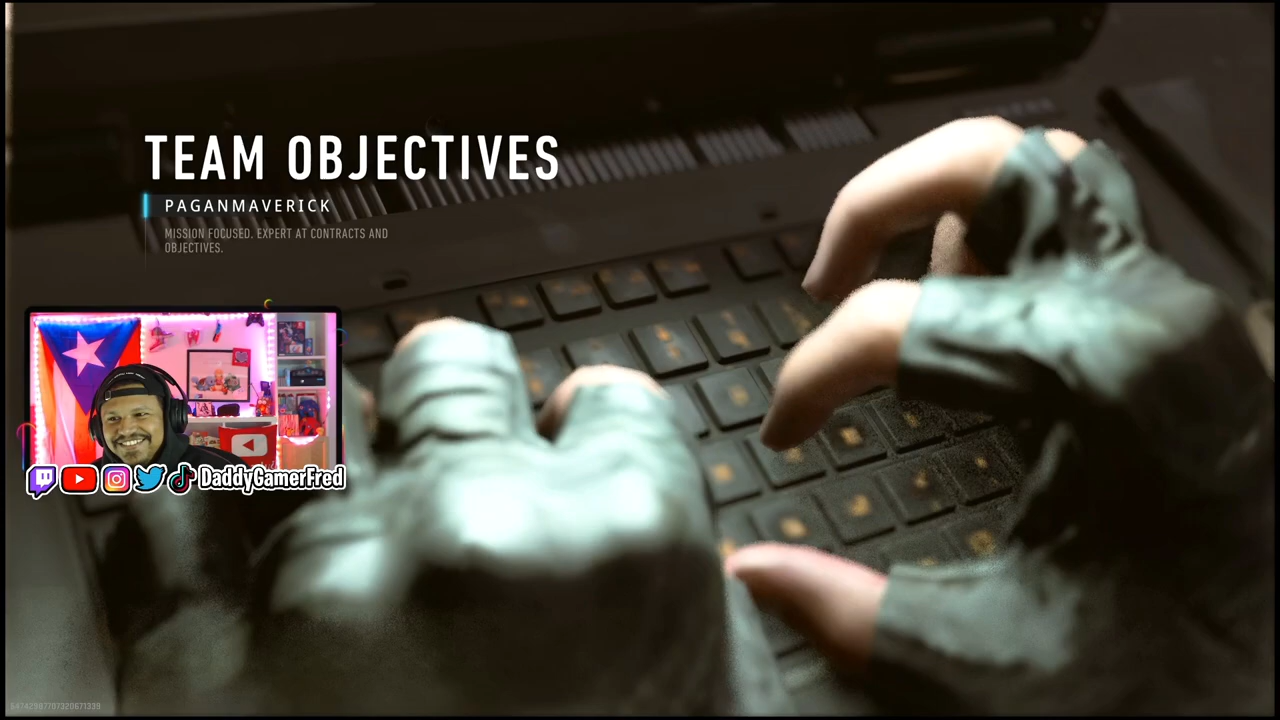 TEAM OBJECTIVES
PAGANMAVERICK
MISSION FOCUSED. EXPERT AT CONTRACTS AND
OBJECTIVES.
DaddyGamerFred